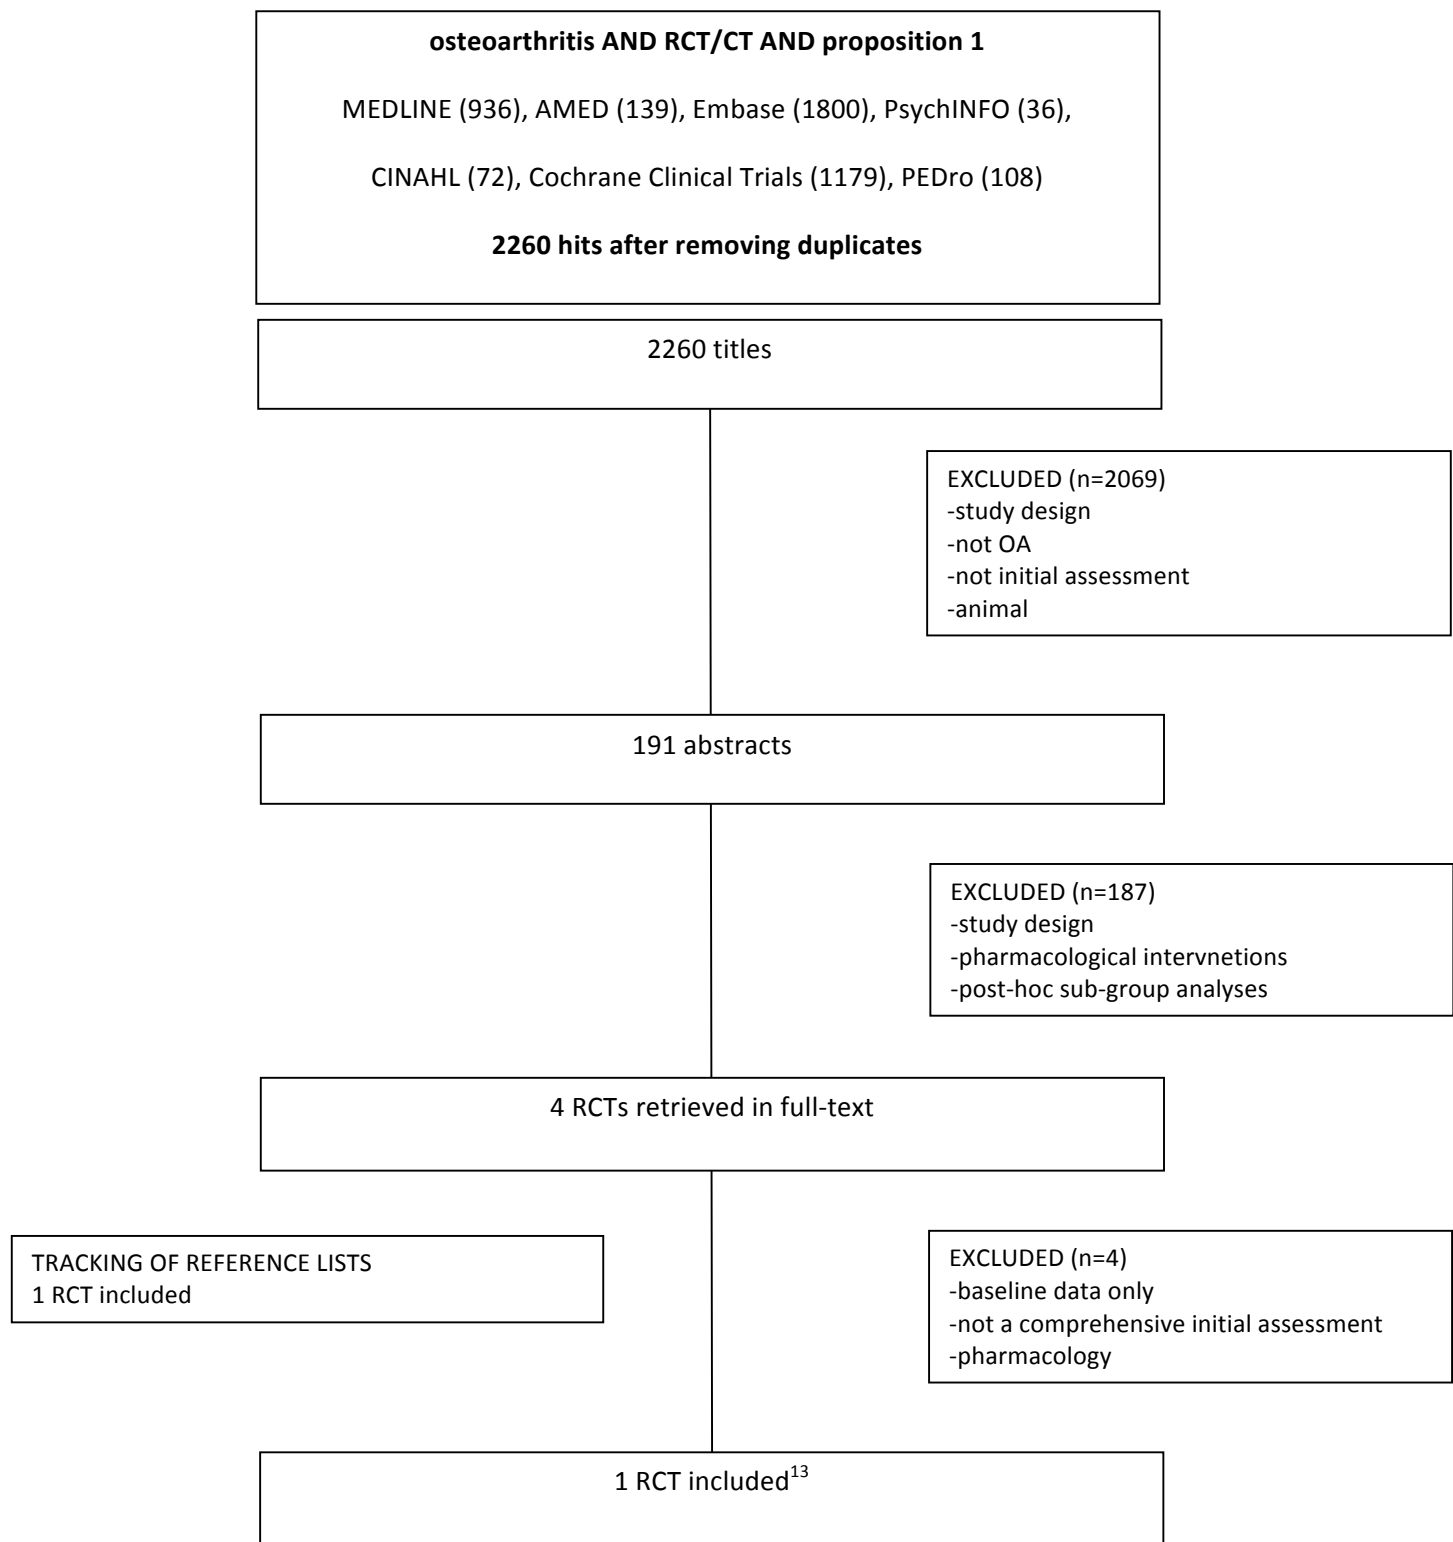 osteoarthritis AND RCT/CT AND proposition 1
MEDLINE (936), AMED (139), Embase (1800), PsychINFO (36),
CINAHL (72), Cochrane Clinical Trials (1179), PEDro (108)
2260 hits after removing duplicates
2260 titles
EXCLUDED (n=2069)
-study design
-not OA
-not initial assessment
-animal
191 abstracts
EXCLUDED (n=187)
-study design
-pharmacological intervnetions
-post-hoc sub-group analyses
4 RCTs retrieved in full-text
TRACKING OF REFERENCE LISTS
1 RCT included
EXCLUDED (n=4)
-baseline data only
-not a comprehensive initial assessment
-pharmacology
1 RCT included¹³